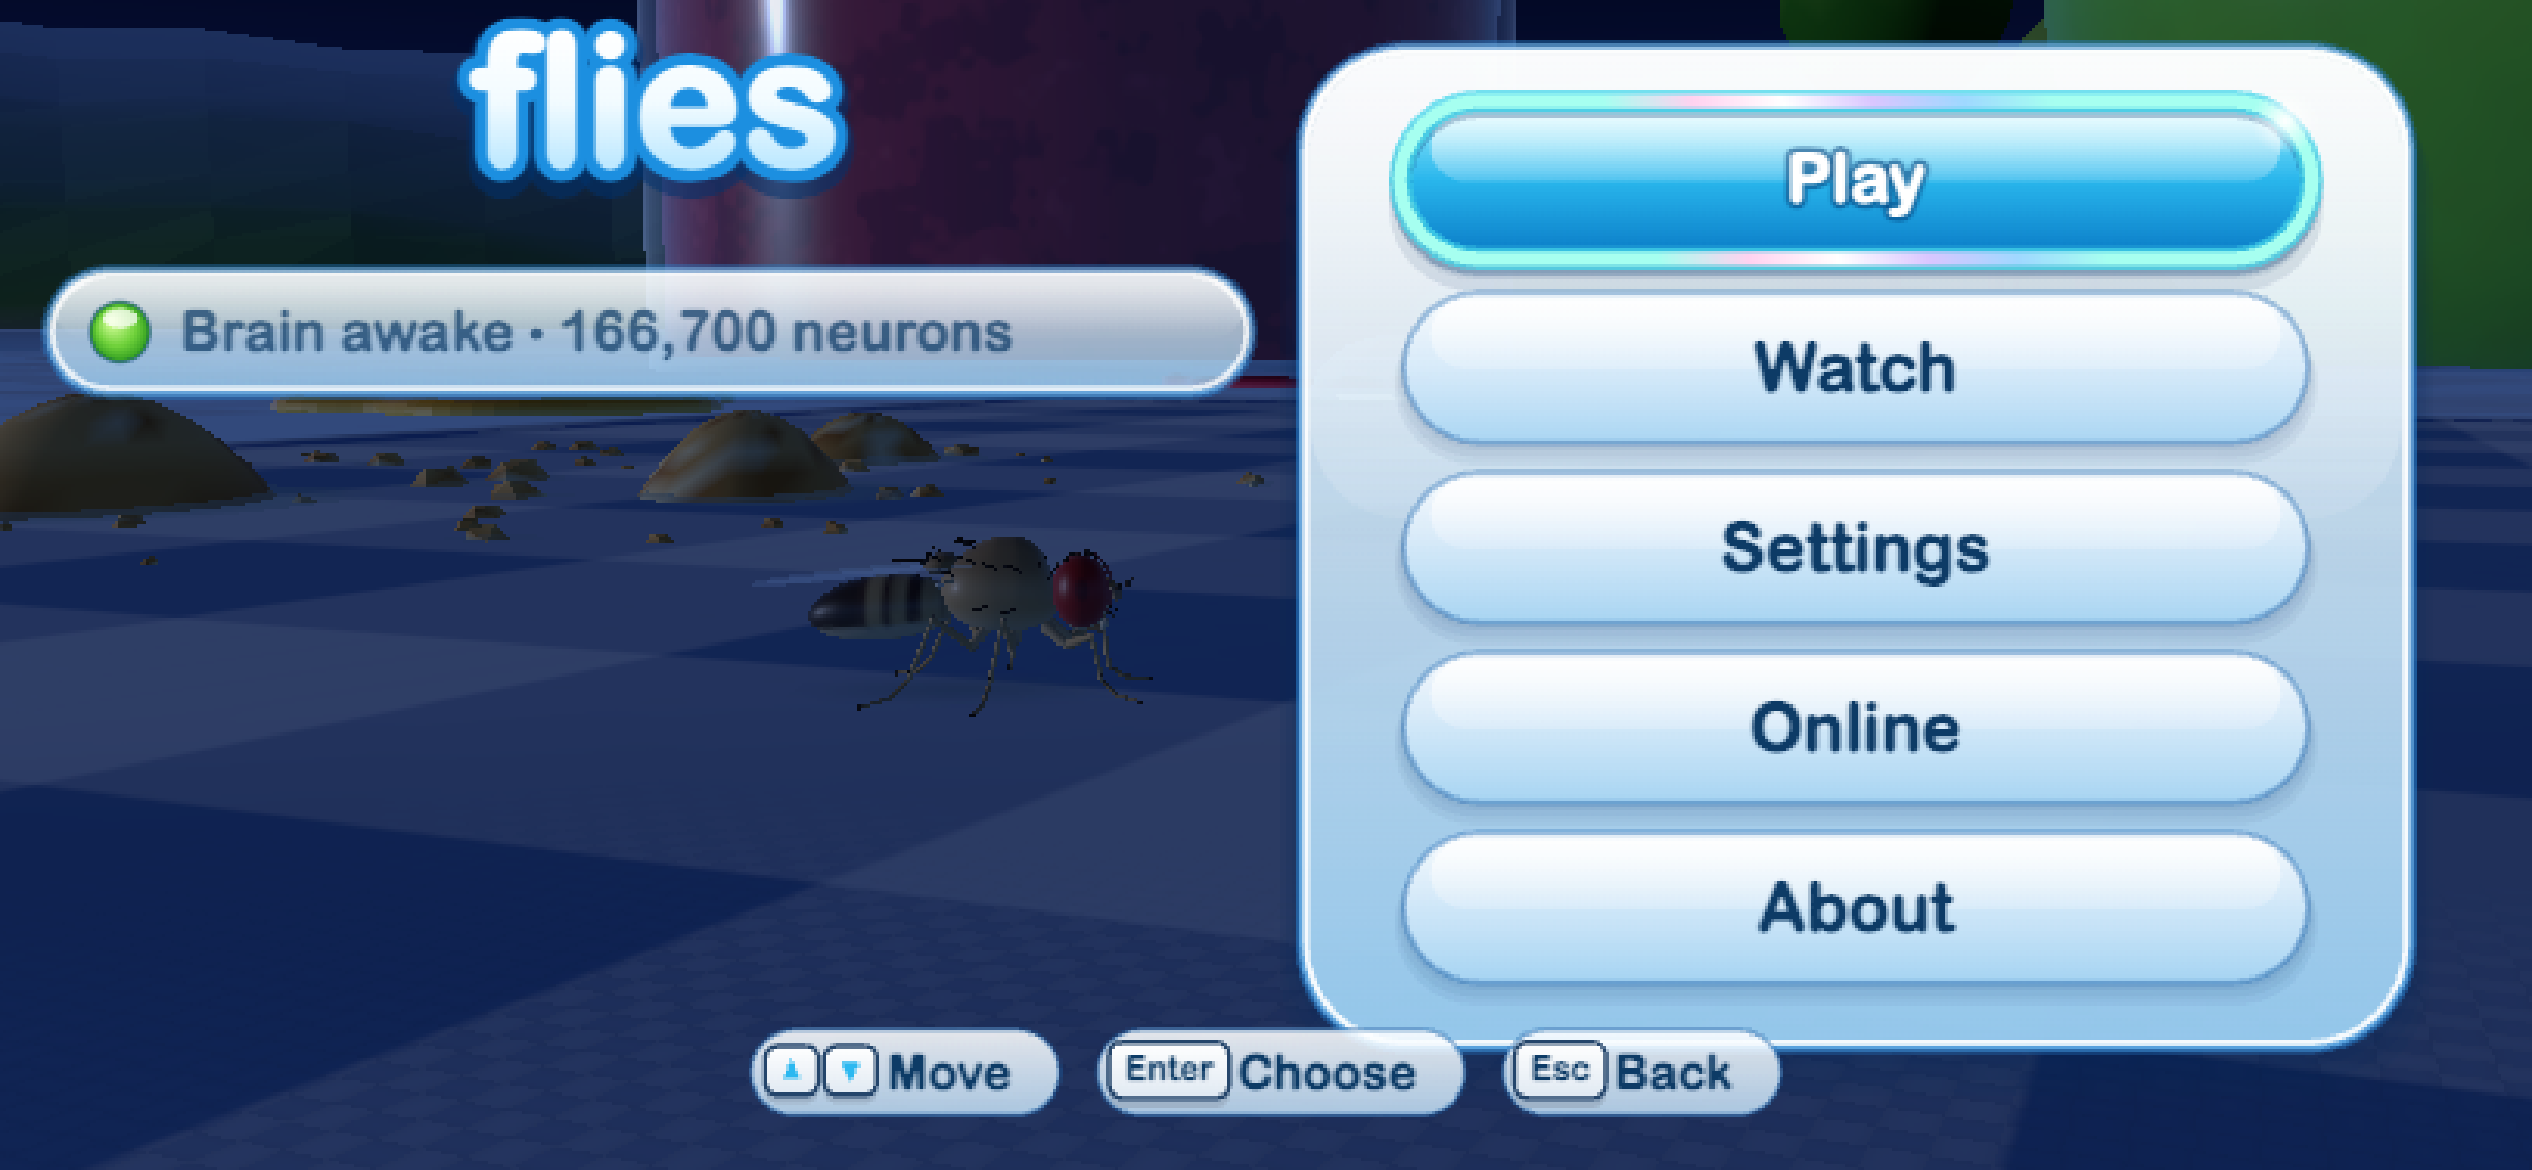 flies
Brain awake · 166,700 neurons
Play
Watch
Settings
Online
About
▲ ▼ Move
Enter Choose
Esc Back